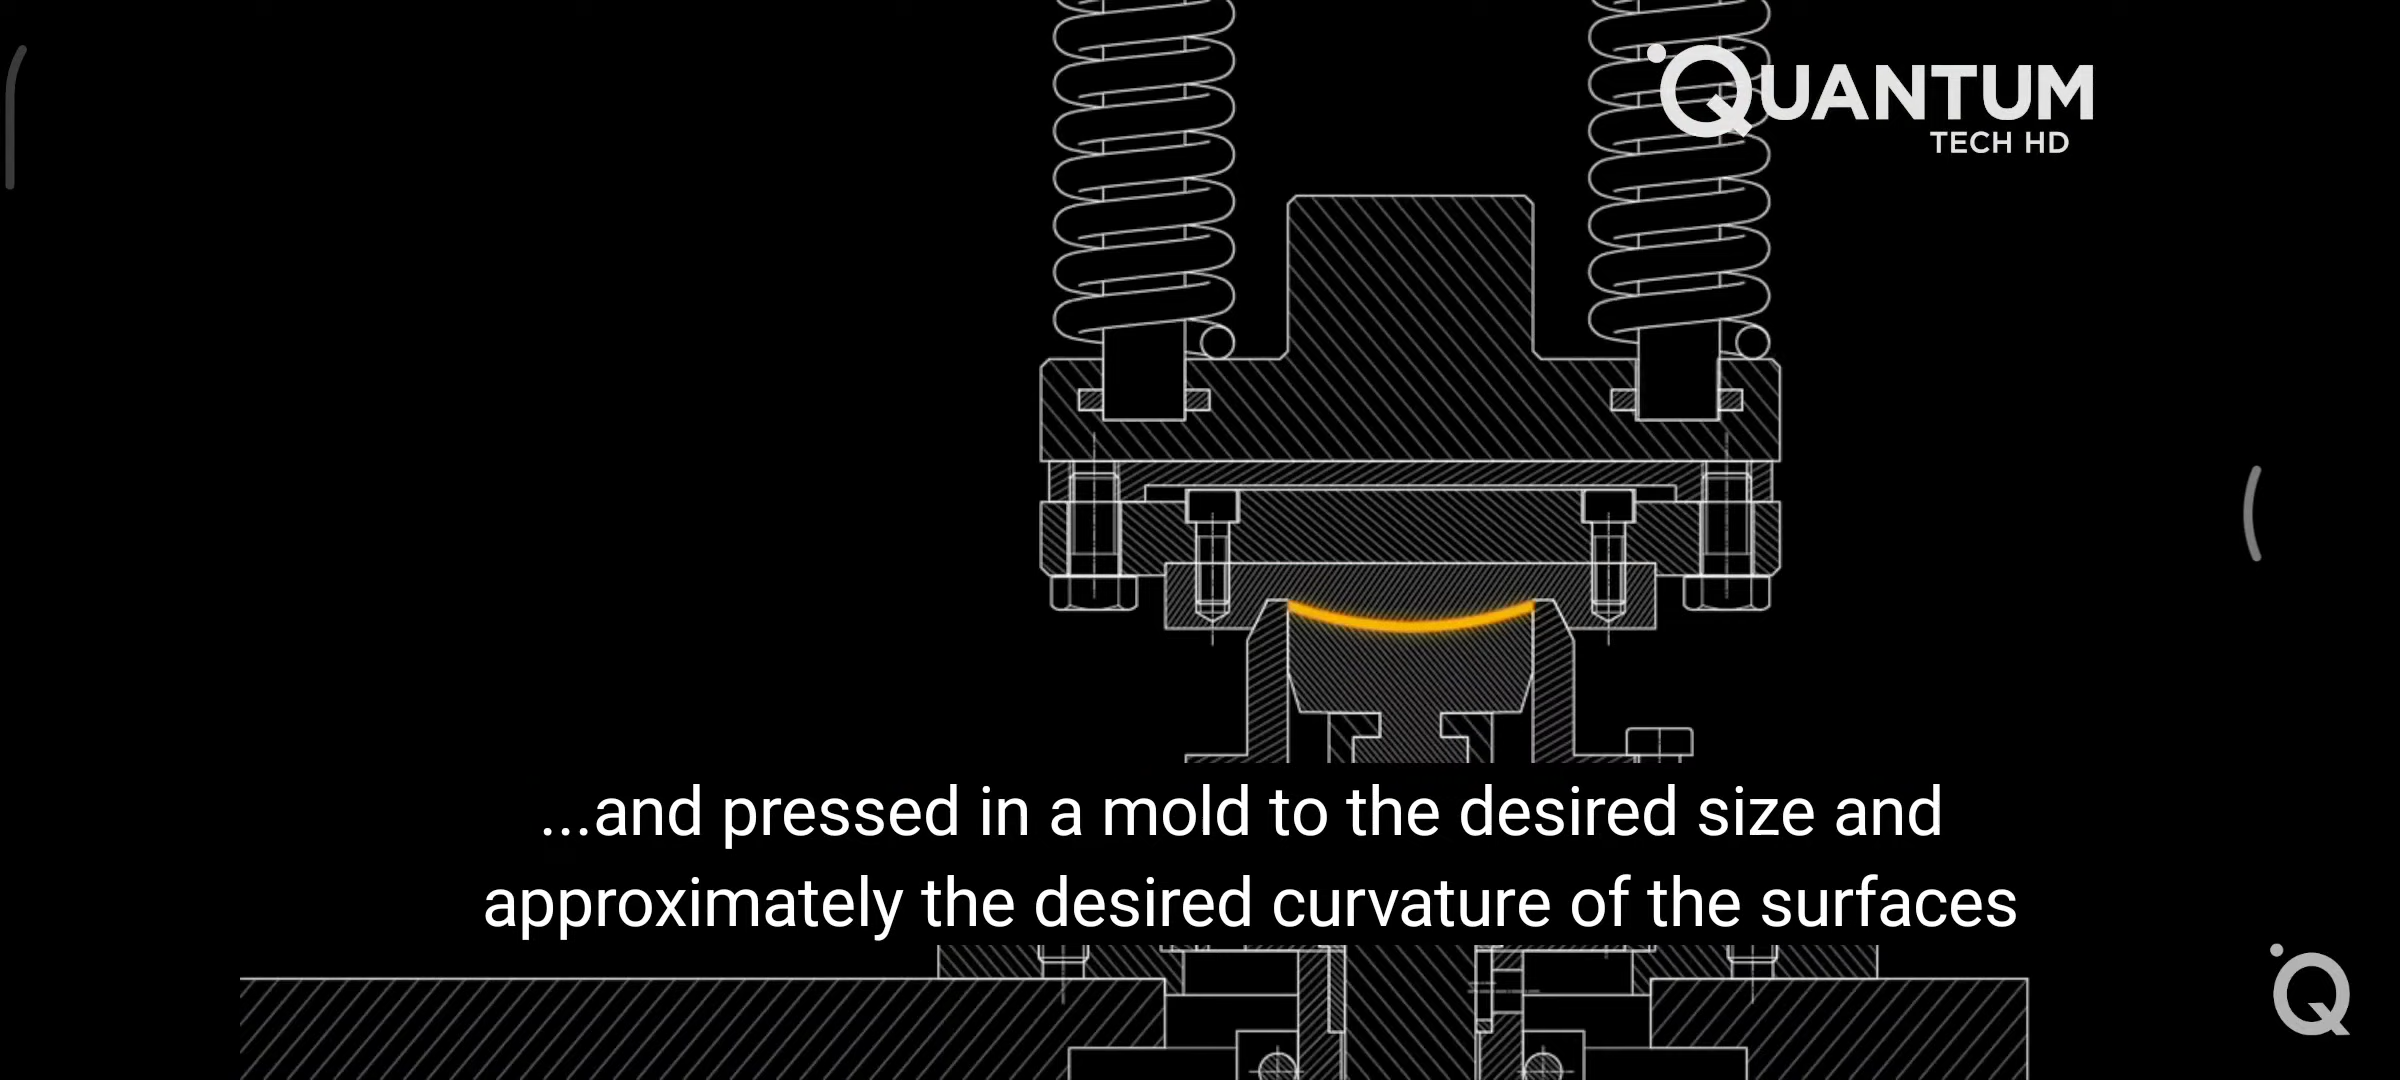 QUANTUM
TECH HD
...and pressed in a mold to the desired size and
approximately the desired curvature of the surfaces
Q